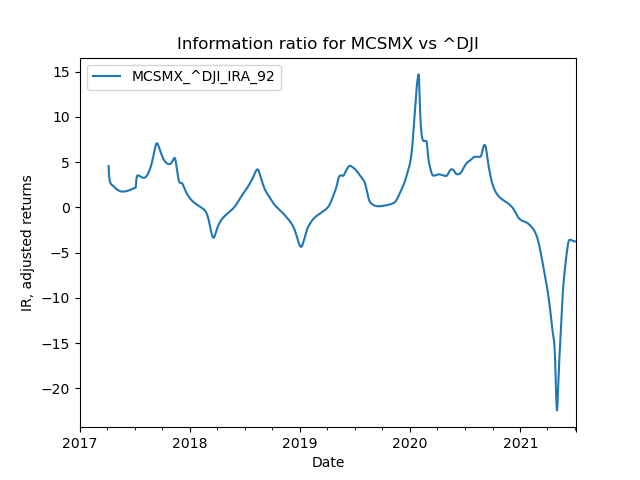 Information ratio for MCSMX vs ^DJI
MCSMX_^DJI_IRA_92
15
10
5
0
−5
−10
−15
−20
IR, adjusted returns
2017 2018 2019 2020 2021
Date